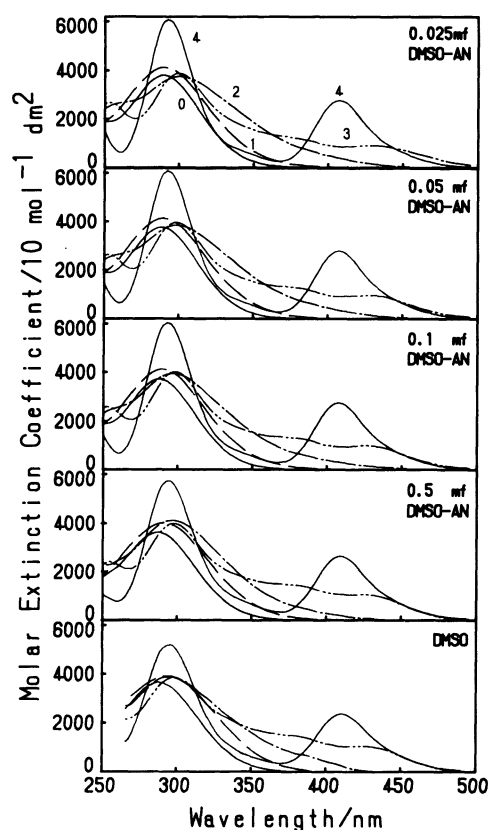 Molar Extinction Coefficient/10 mol⁻¹ dm²
6000
4000
2000
0
4
2
0
1
4
3
0.025mf
DMSO-AN
6000
4000
2000
0
0.05 mf
DMSO-AN
6000
4000
2000
0
0.1 mf
DMSO-AN
6000
4000
2000
0
0.5 mf
DMSO-AN
6000
4000
2000
0
DMSO
250 300 350 400 450 500
Wavelength/nm